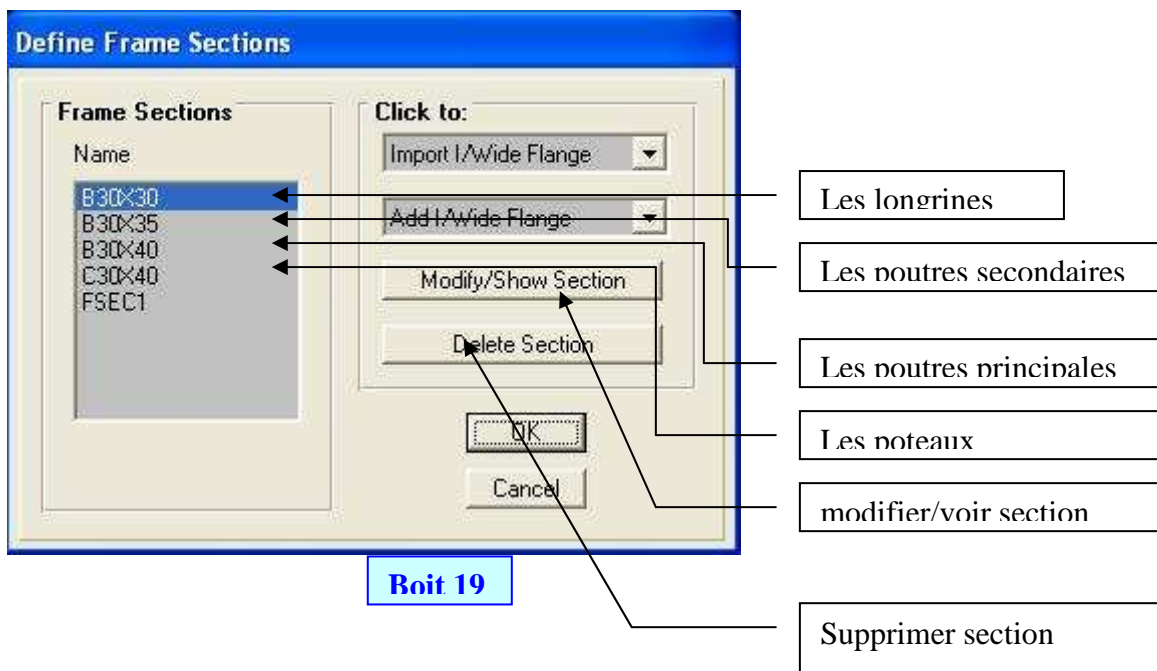 Define Frame Sections
Frame Sections
Name
B30X30
B30X35
B30X40
C30X40
FSEC1
Click to:
Import I/Wide Flange
Add I/Wide Flange
Modify/Show Section
Delete Section
OK
Cancel
Les longrines
Les poutres secondaires
Les poutres principales
Les poteaux
modifier/voir section
Supprimer section
Boit 19